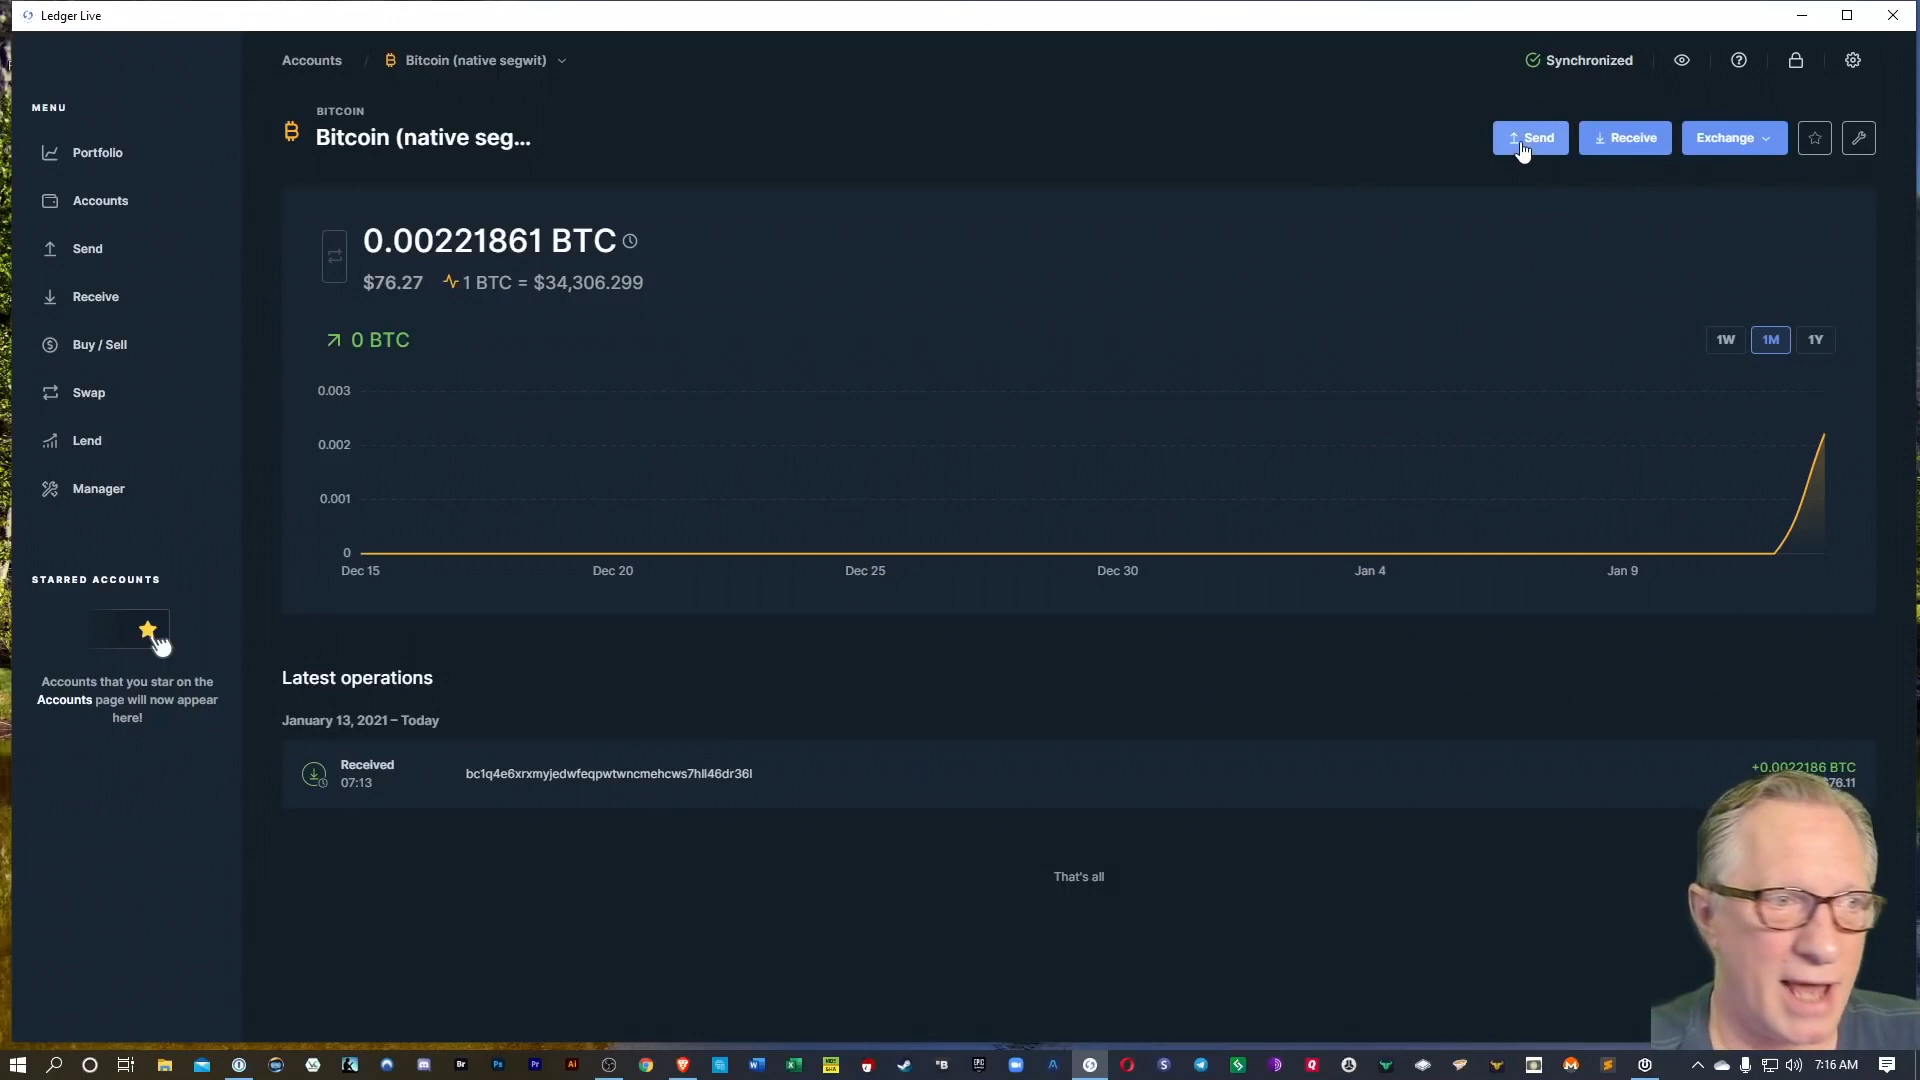 Ledger Live
Accounts / Bitcoin (native segwit)
Synchronized
MENU
Portfolio
Accounts
Send
Receive
Buy / Sell
Swap
Lend
Manager
STARRED ACCOUNTS
Accounts that you star on the
Accounts page will now appear
here!
BITCOIN
Bitcoin (native seg...
Send
Receive
Exchange
0.00221861 BTC
$76.27 1 BTC = $34,306.299
0 BTC
1W 1M 1Y
0.003
0.002
0.001
0
Dec 15 Dec 20 Dec 25 Dec 30 Jan 4 Jan 9
Latest operations
January 13, 2021 – Today
Received
07:13
bc1q4e6xrxmyjedwfeqpwtwncmehcws7hll46dr36l
+0.0022186 BTC
76.11
That's all
7:16 AM